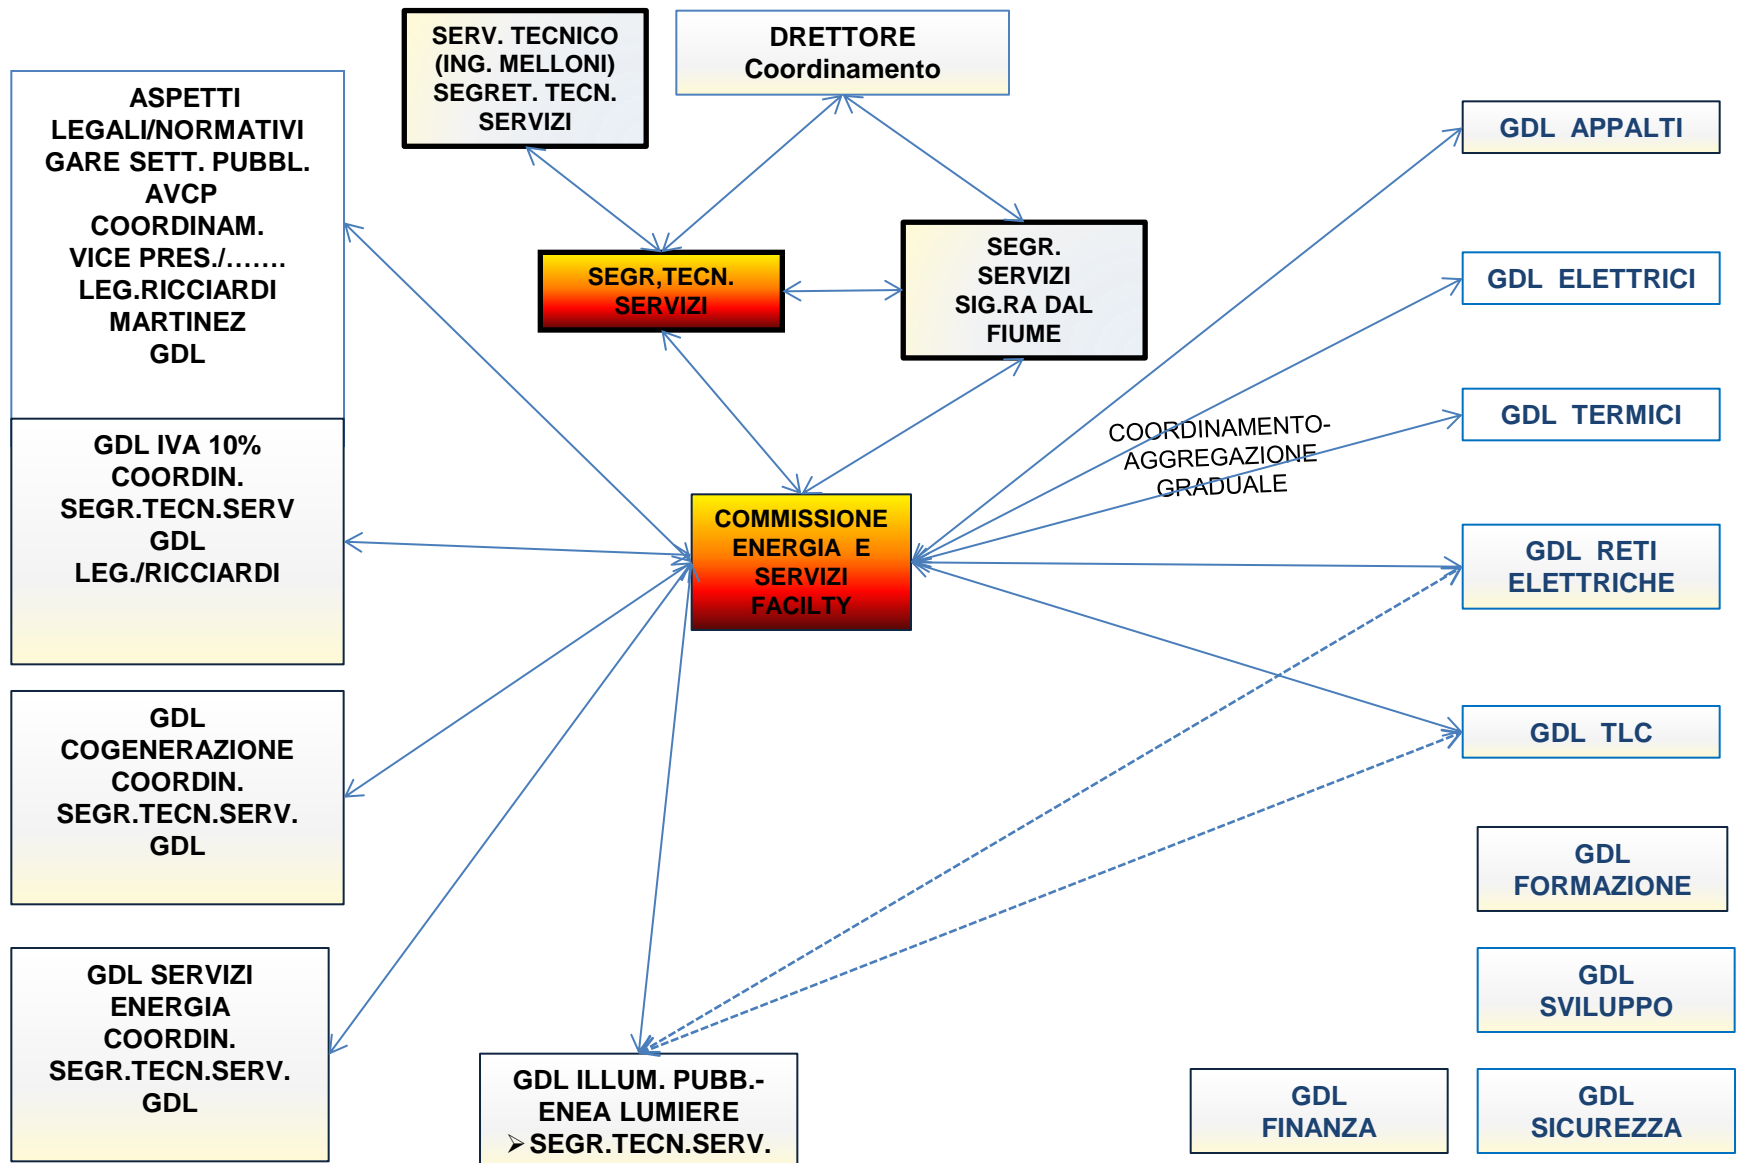 SERV. TECNICO
(ING. MELLONI)
SEGRET. TECN.
SERVIZI
DRETTORE
Coordinamento
ASPETTI
LEGALI/NORMATIVI
GARE SETT. PUBBL.
AVCP
COORDINAM.
VICE PRES./.......
LEG.RICCIARDI
MARTINEZ
GDL
SEGR,TECN.
SERVIZI
SEGR.
SERVIZI
SIG.RA DAL
FIUME
GDL APPALTI
GDL ELETTRICI
GDL TERMICI
COORDINAMENTO-
AGGREGAZIONE
GRADUALE
GDL IVA 10%
COORDIN.
SEGR.TECN.SERV
GDL
LEG./RICCIARDI
COMMISSIONE
ENERGIA E
SERVIZI
FACILTY
GDL RETI
ELETTRICHE
GDL TLC
GDL
COGENERAZIONE
COORDIN.
SEGR.TECN.SERV.
GDL
GDL
FORMAZIONE
GDL SERVIZI
ENERGIA
COORDIN.
SEGR.TECN.SERV.
GDL
GDL
SVILUPPO
GDL ILLUM. PUBB.-
ENEA LUMIERE
➢SEGR.TECN.SERV.
GDL
FINANZA
GDL
SICUREZZA